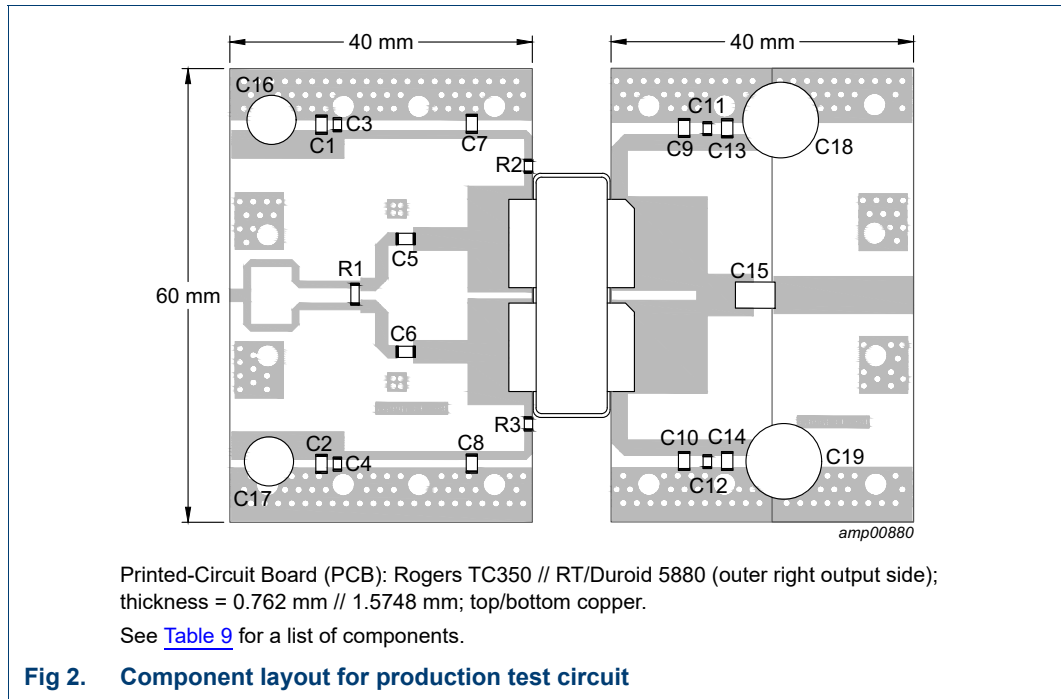 40 mm
40 mm
C16
C11
C1
C3
C7
C9
C13
C18
R2
60 mm
R1
C5
C15
C6
R3
C2
C8
C10
C14
C4
C12
C19
C17
amp00880
Printed-Circuit Board (PCB): Rogers TC350 // RT/Duroid 5880 (outer right output side);
thickness = 0.762 mm // 1.5748 mm; top/bottom copper.
See Table 9 for a list of components.
Fig 2. Component layout for production test circuit